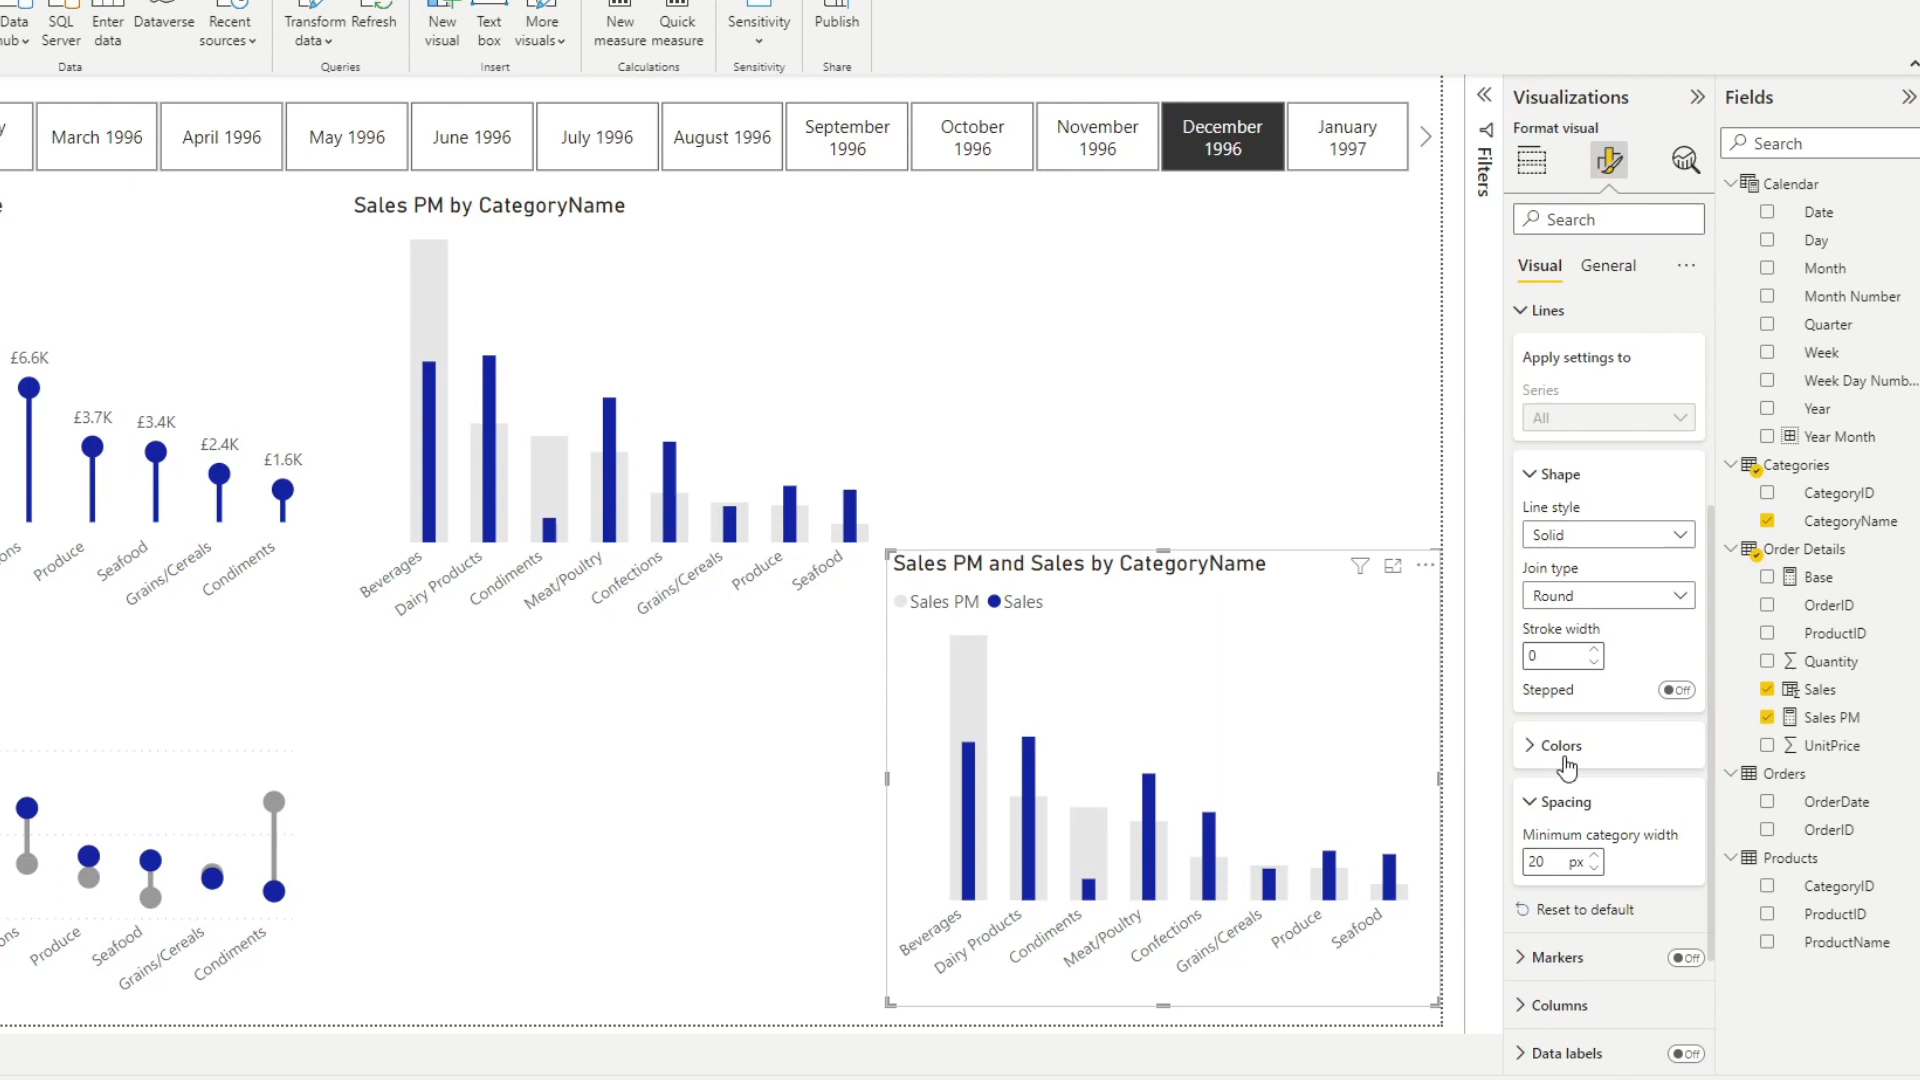 Data
hub
SQL
Server
Enter
data
Dataverse
Recent
sources
Transform
data
Refresh
New
visual
Text
box
More
visuals
New
measure
Quick
measure
Sensitivity
Publish
Data
Queries
Insert
Calculations
Sensitivity
Share
y
March 1996
April 1996
May 1996
June 1996
July 1996
August 1996
September
1996
October
1996
November
1996
December
1996
January
1997
e
£6.6K
£3.7K
£3.4K
£2.4K
£1.6K
ons
Produce
Seafood
Grains/Cereals
Condiments
Sales PM by CategoryName
Beverages
Dairy Products
Condiments
Meat/Poultry
Confections
Grains/Cereals
Produce
Seafood
ons
Produce
Seafood
Grains/Cereals
Condiments
Sales PM and Sales by CategoryName
Sales PM
Sales
Beverages
Dairy Products
Condiments
Meat/Poultry
Confections
Grains/Cereals
Produce
Seafood
Filters
Visualizations
Format visual
Search
Visual
General
Lines
Apply settings to
Series
All
Shape
Line style
Solid
Join type
Round
Stroke width
0
Stepped
Off
Colors
Spacing
Minimum category width
20 px
Reset to default
Markers
Off
Columns
Data labels
Off
Fields
Search
Calendar
Date
Day
Month
Month Number
Quarter
Week
Week Day Numb...
Year
Year Month
Categories
CategoryID
CategoryName
Order Details
Base
OrderID
ProductID
Quantity
Sales
Sales PM
UnitPrice
Orders
OrderDate
OrderID
Products
CategoryID
ProductID
ProductName